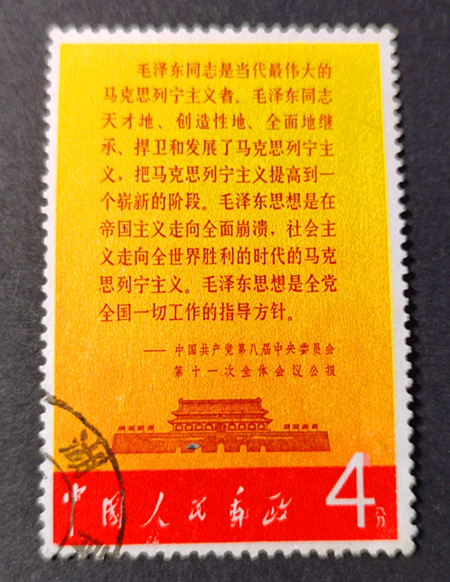 毛泽东同志是当代最伟大的
马克思列宁主义者。毛泽东同志
天才地、创造性地、全面地继
承、捍卫和发展了马克思列宁主
义，把马克思列宁主义提高到一
个崭新的阶段。毛泽东思想是在
帝国主义走向全面崩溃，社会主
义走向全世界胜利的时代的马克
思列宁主义。毛泽东思想是全党
全国一切工作的指导方针。
——中国共产党第八届中央委员会
第十一次全体会议公报
湖
中国人民邮政 4(分)